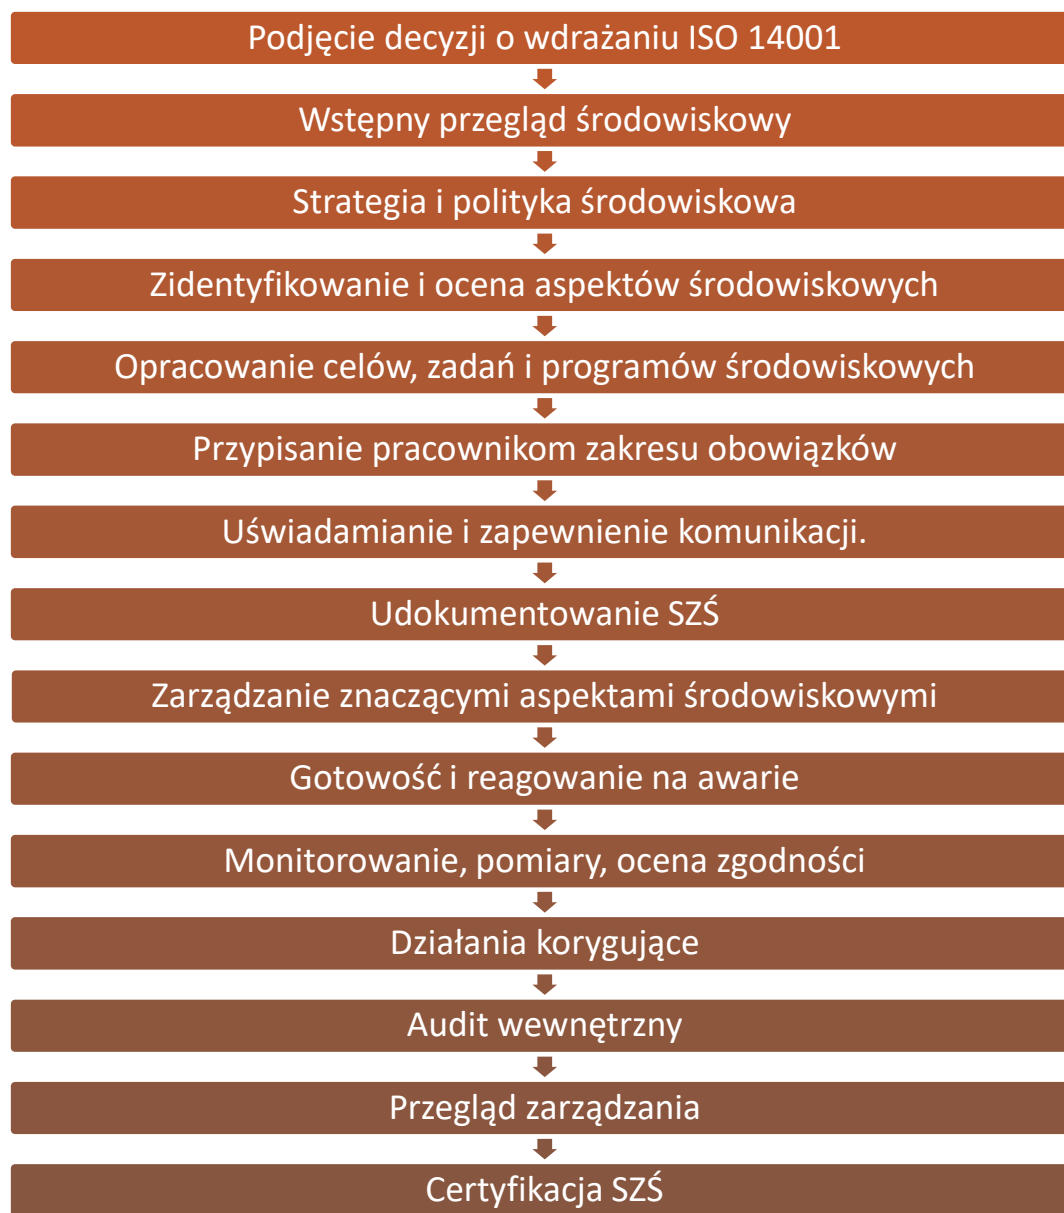 Podjęcie decyzji o wdrażaniu ISO 14001
Wstępny przegląd środowiskowy
Strategia i polityka środowiskowa
Zidentyfikowanie i ocena aspektów środowiskowych
Opracowanie celów, zadań i programów środowiskowych
Przypisanie pracownikom zakresu obowiązków
Uświadamianie i zapewnienie komunikacji.
Udokumentowanie SZŚ
Zarządzanie znaczącymi aspektami środowiskowymi
Gotowość i reagowanie na awarie
Monitorowanie, pomiary, ocena zgodności
Działania korygujące
Audit wewnętrzny
Przegląd zarządzania
Certyfikacja SZŚ